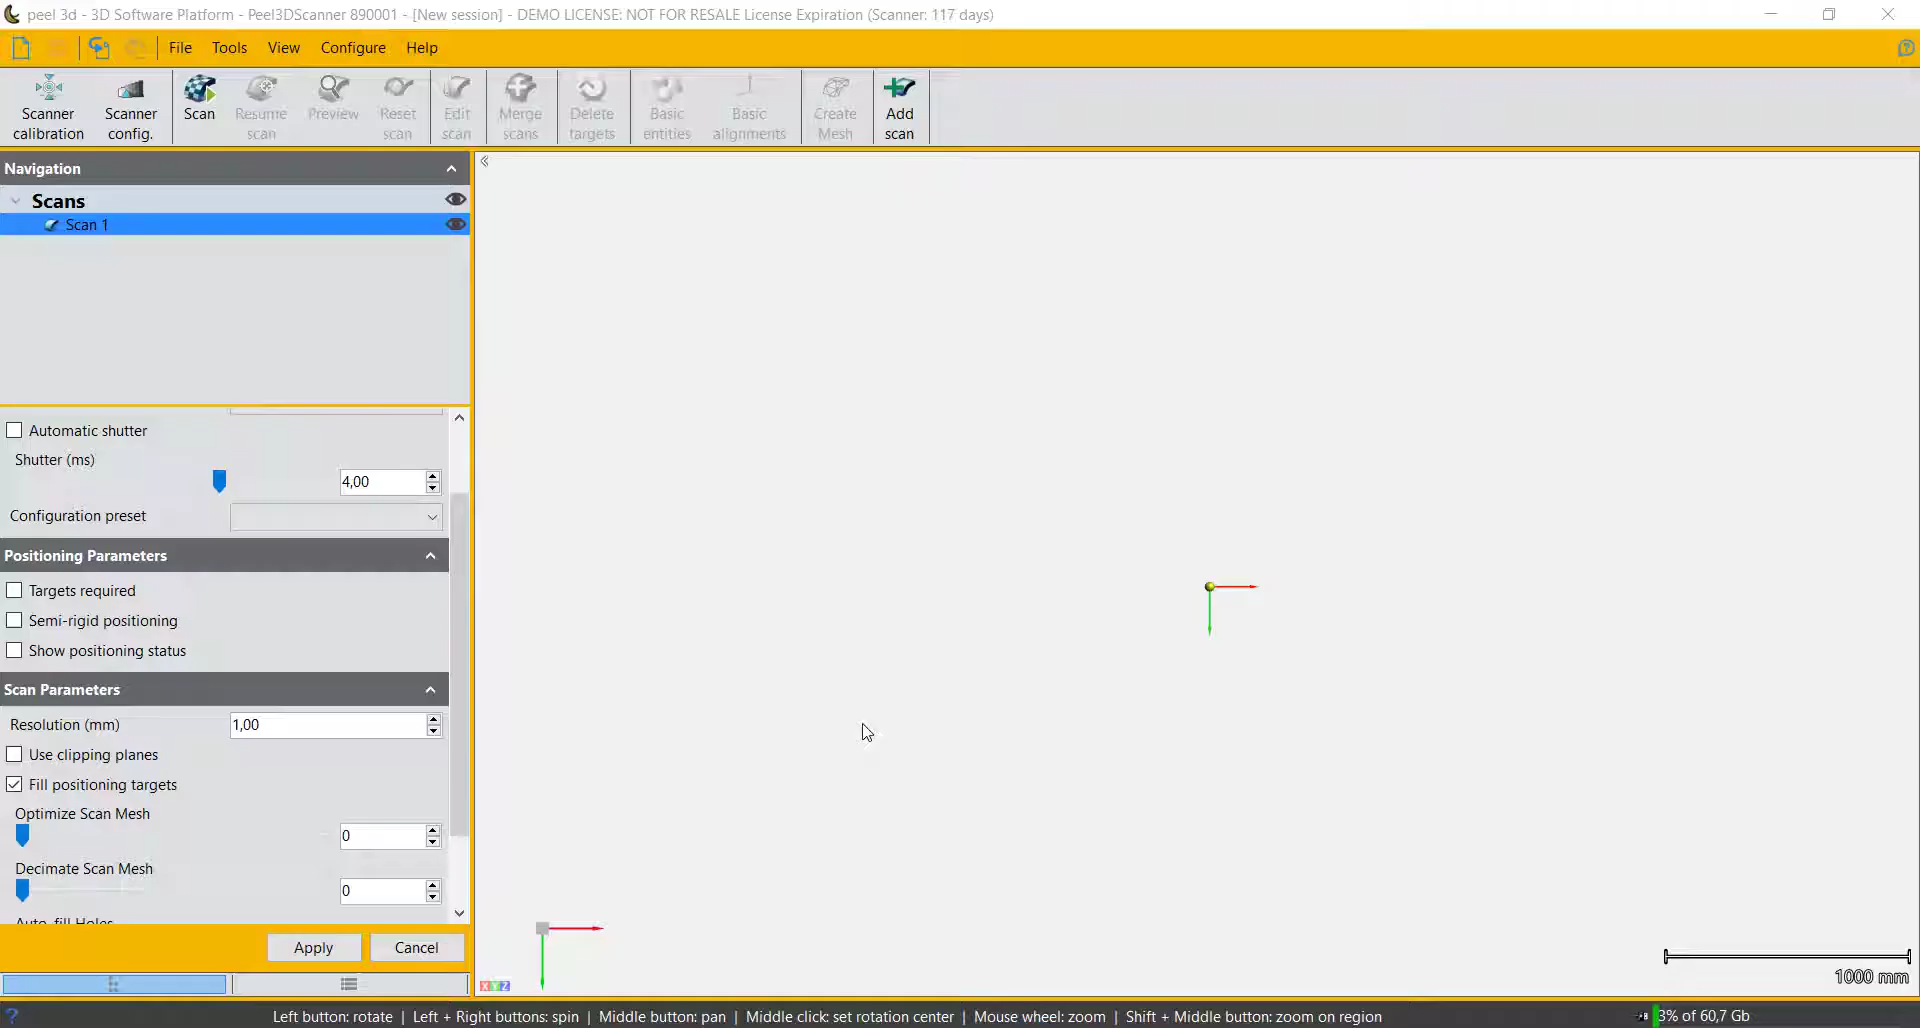 peel 3d - 3D Software Platform - Peel3DScanner 890001 - [New session] - DEMO LICENSE: NOT FOR RESALE License Expiration (Scanner: 117 days)
File Tools View Configure Help
Scanner calibration
Scanner config.
Scan
Resume scan
Preview
Reset scan
Edit scan
Merge scans
Delete targets
Basic entities
Basic alignments
Create Mesh
Add scan
Navigation
Scans
Scan 1
Automatic shutter
Shutter (ms)
4,00
Configuration preset
Positioning Parameters
Targets required
Semi-rigid positioning
Show positioning status
Scan Parameters
Resolution (mm) 1,00
Use clipping planes
Fill positioning targets
Optimize Scan Mesh
0
Decimate Scan Mesh
0
Auto-fill Holes
Apply Cancel
XYZ
1000 mm
? Left button: rotate | Left + Right buttons: spin | Middle button: pan | Middle click: set rotation center | Mouse wheel: zoom | Shift + Middle button: zoom on region 3% of 60,7 Gb